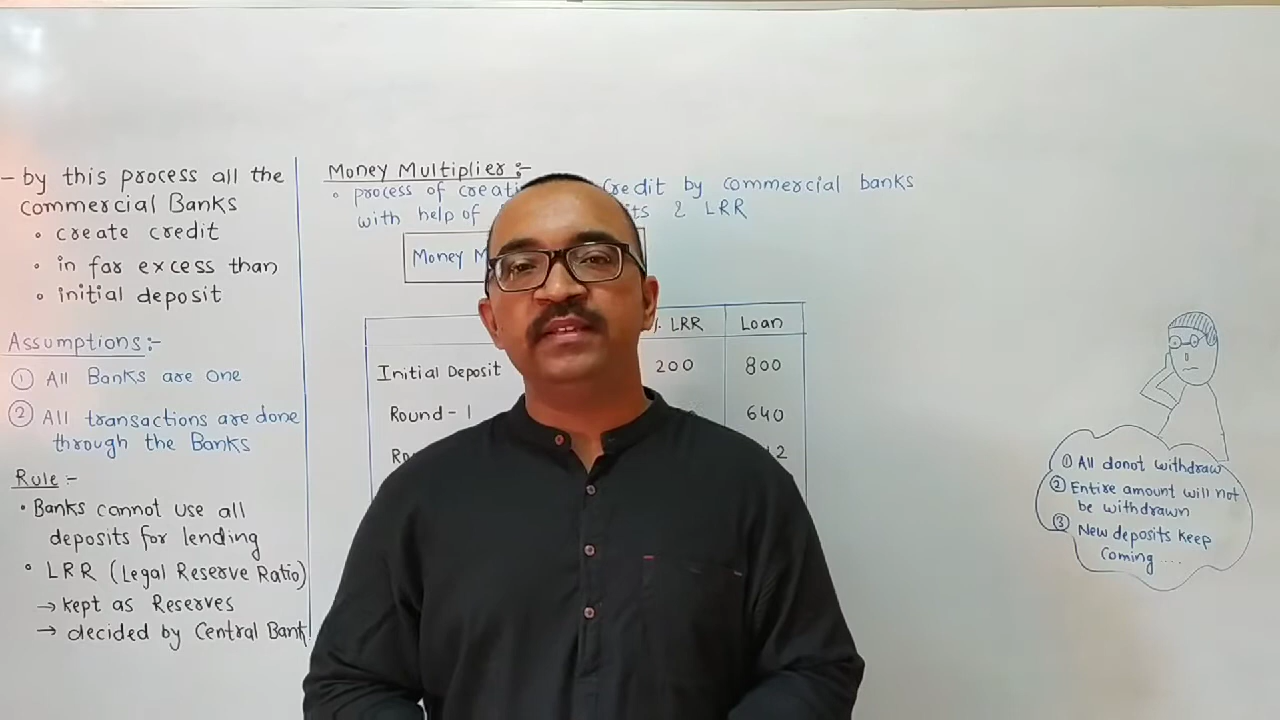 - by this process all the
commercial Banks
• create credit
• in far excess than
• initial deposit
Assumptions:-
① All Banks are one
② All transactions are done
through the Banks
Rule:-
• Banks cannot use all
deposits for lending
• LRR (Legal Reserve Ratio)
→ kept as Reserves
→ decided by Central Bank
Money Multiplier:-
• process of credit by commercial banks
with help of & LRR
Money
LRR Loan
Initial Deposit 200 800
Round - 1 640
① All donot withdraw
② Entire amount will not
be withdrawn
③ New deposits keep
coming ....